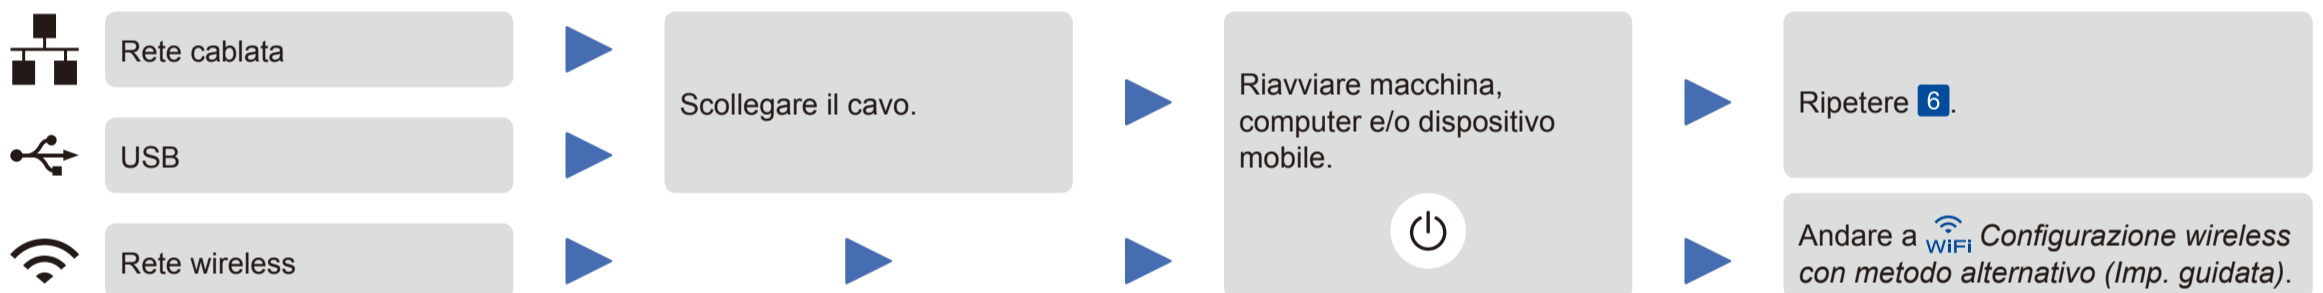 Rete cablata
USB
Rete wireless
Scollegare il cavo.
Riavviare macchina,
computer e/o dispositivo
mobile.
Ripetere 6.
Andare a WiFi Configurazione wireless
con metodo alternativo (Imp. guidata).